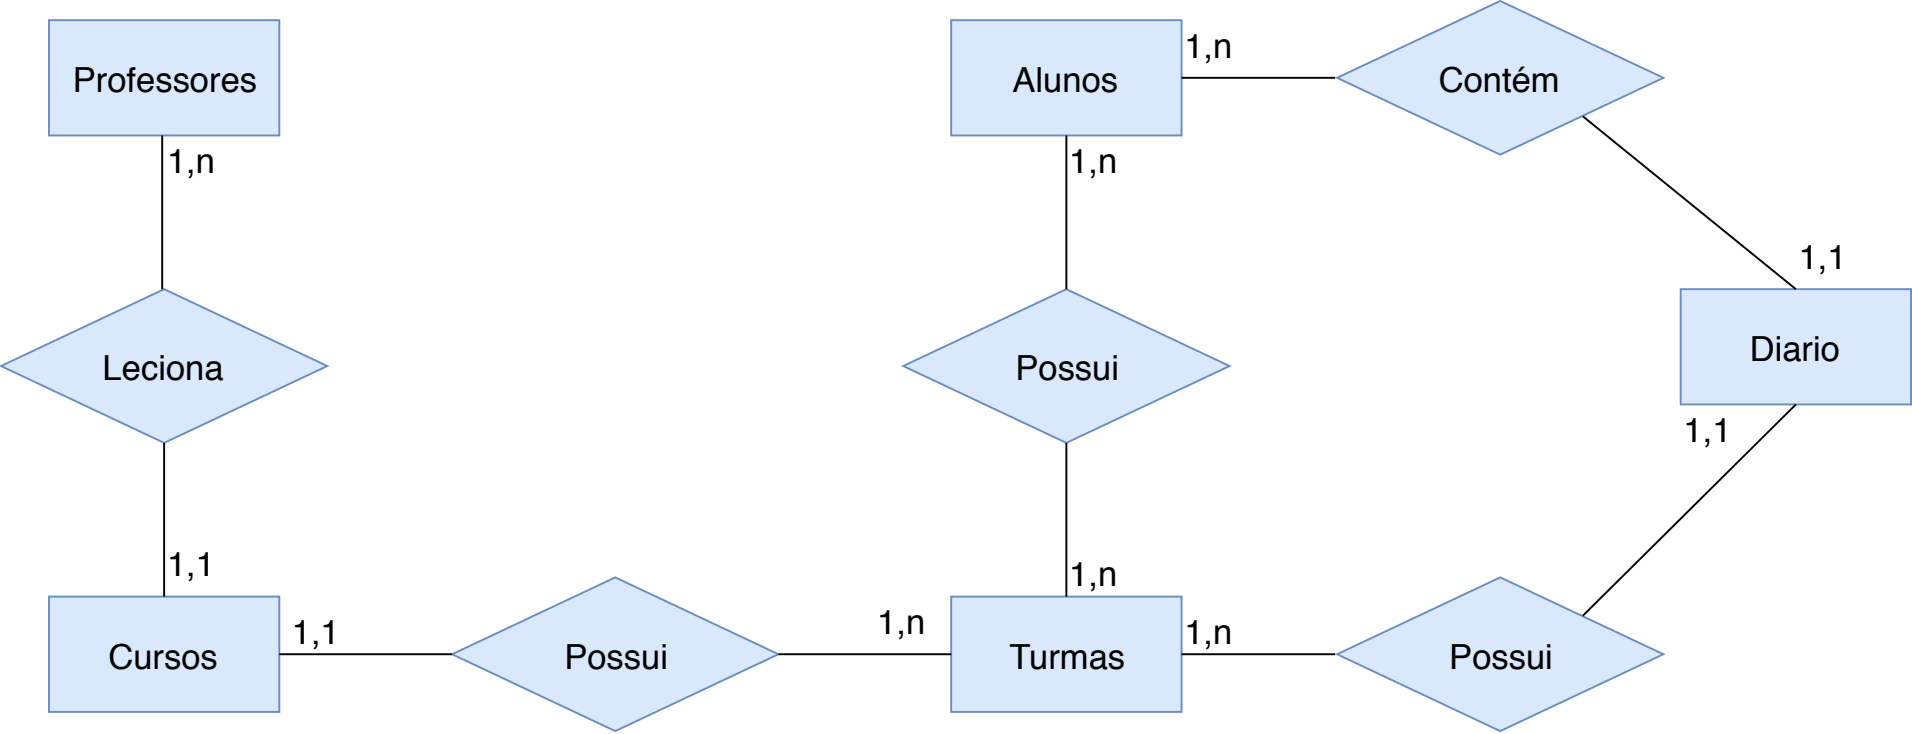 Professores
1,n
Leciona
1,1
Cursos
1,1
Possui
1,n
Alunos
1,n
1,n
Possui
1,n
Turmas
1,n
Contém
1,1
Diario
1,1
Possui